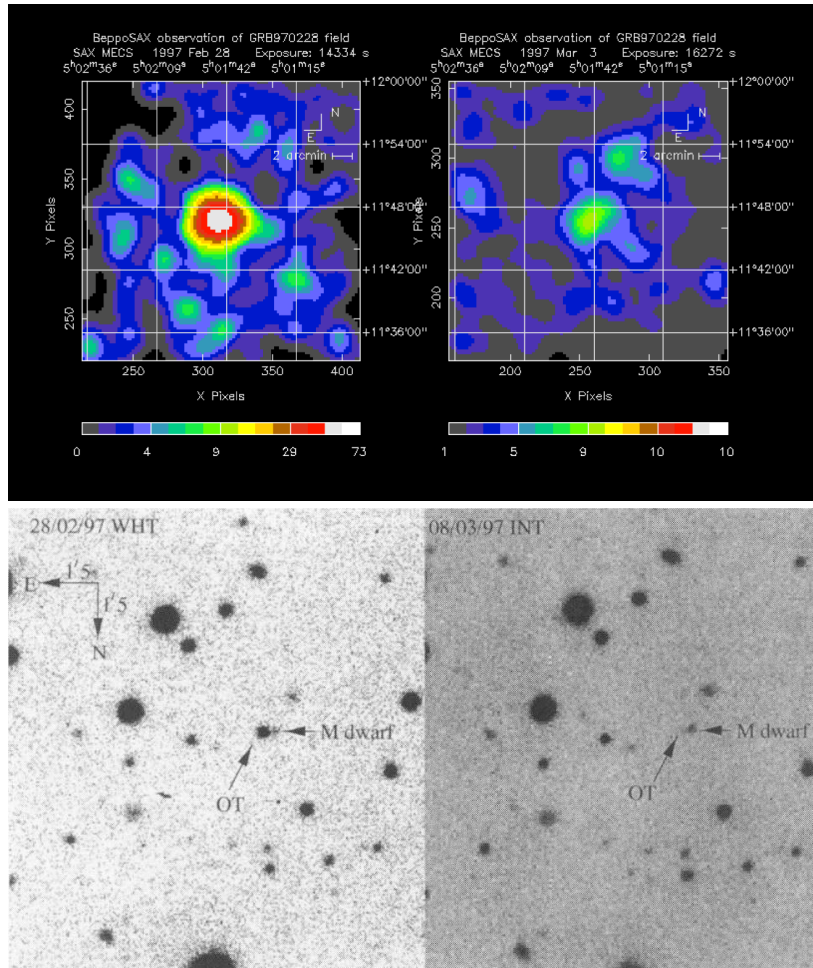 BeppoSAX observation of GRB970228 field
SAX MECS 1997 Feb 28 Exposure: 14334 s
5ʰ02ᵐ36ˢ 5ʰ02ᵐ09ˢ 5ʰ01ᵐ42ˢ 5ʰ01ᵐ15ˢ
+12°00'00"
+11°54'00"
+11°48'00"
+11°42'00"
+11°36'00"
N
E
2 arcmin
Y Pixels
400
350
300
250
250 300 350 400
X Pixels
0 4 9 29 73
BeppoSAX observation of GRB970228 field
SAX MECS 1997 Mar 3 Exposure: 16272 s
5ʰ02ᵐ36ˢ 5ʰ02ᵐ09ˢ 5ʰ01ᵐ42ˢ 5ʰ01ᵐ15ˢ
+12°00'00"
+11°54'00"
+11°48'00"
+11°42'00"
+11°36'00"
N
E
2 arcmin
Y Pixels
350
300
250
200
200 250 300 350
X Pixels
1 5 9 10 10
28/02/97 WHT
E
1'5
1'5
N
M dwarf
OT
08/03/97 INT
M dwarf
OT